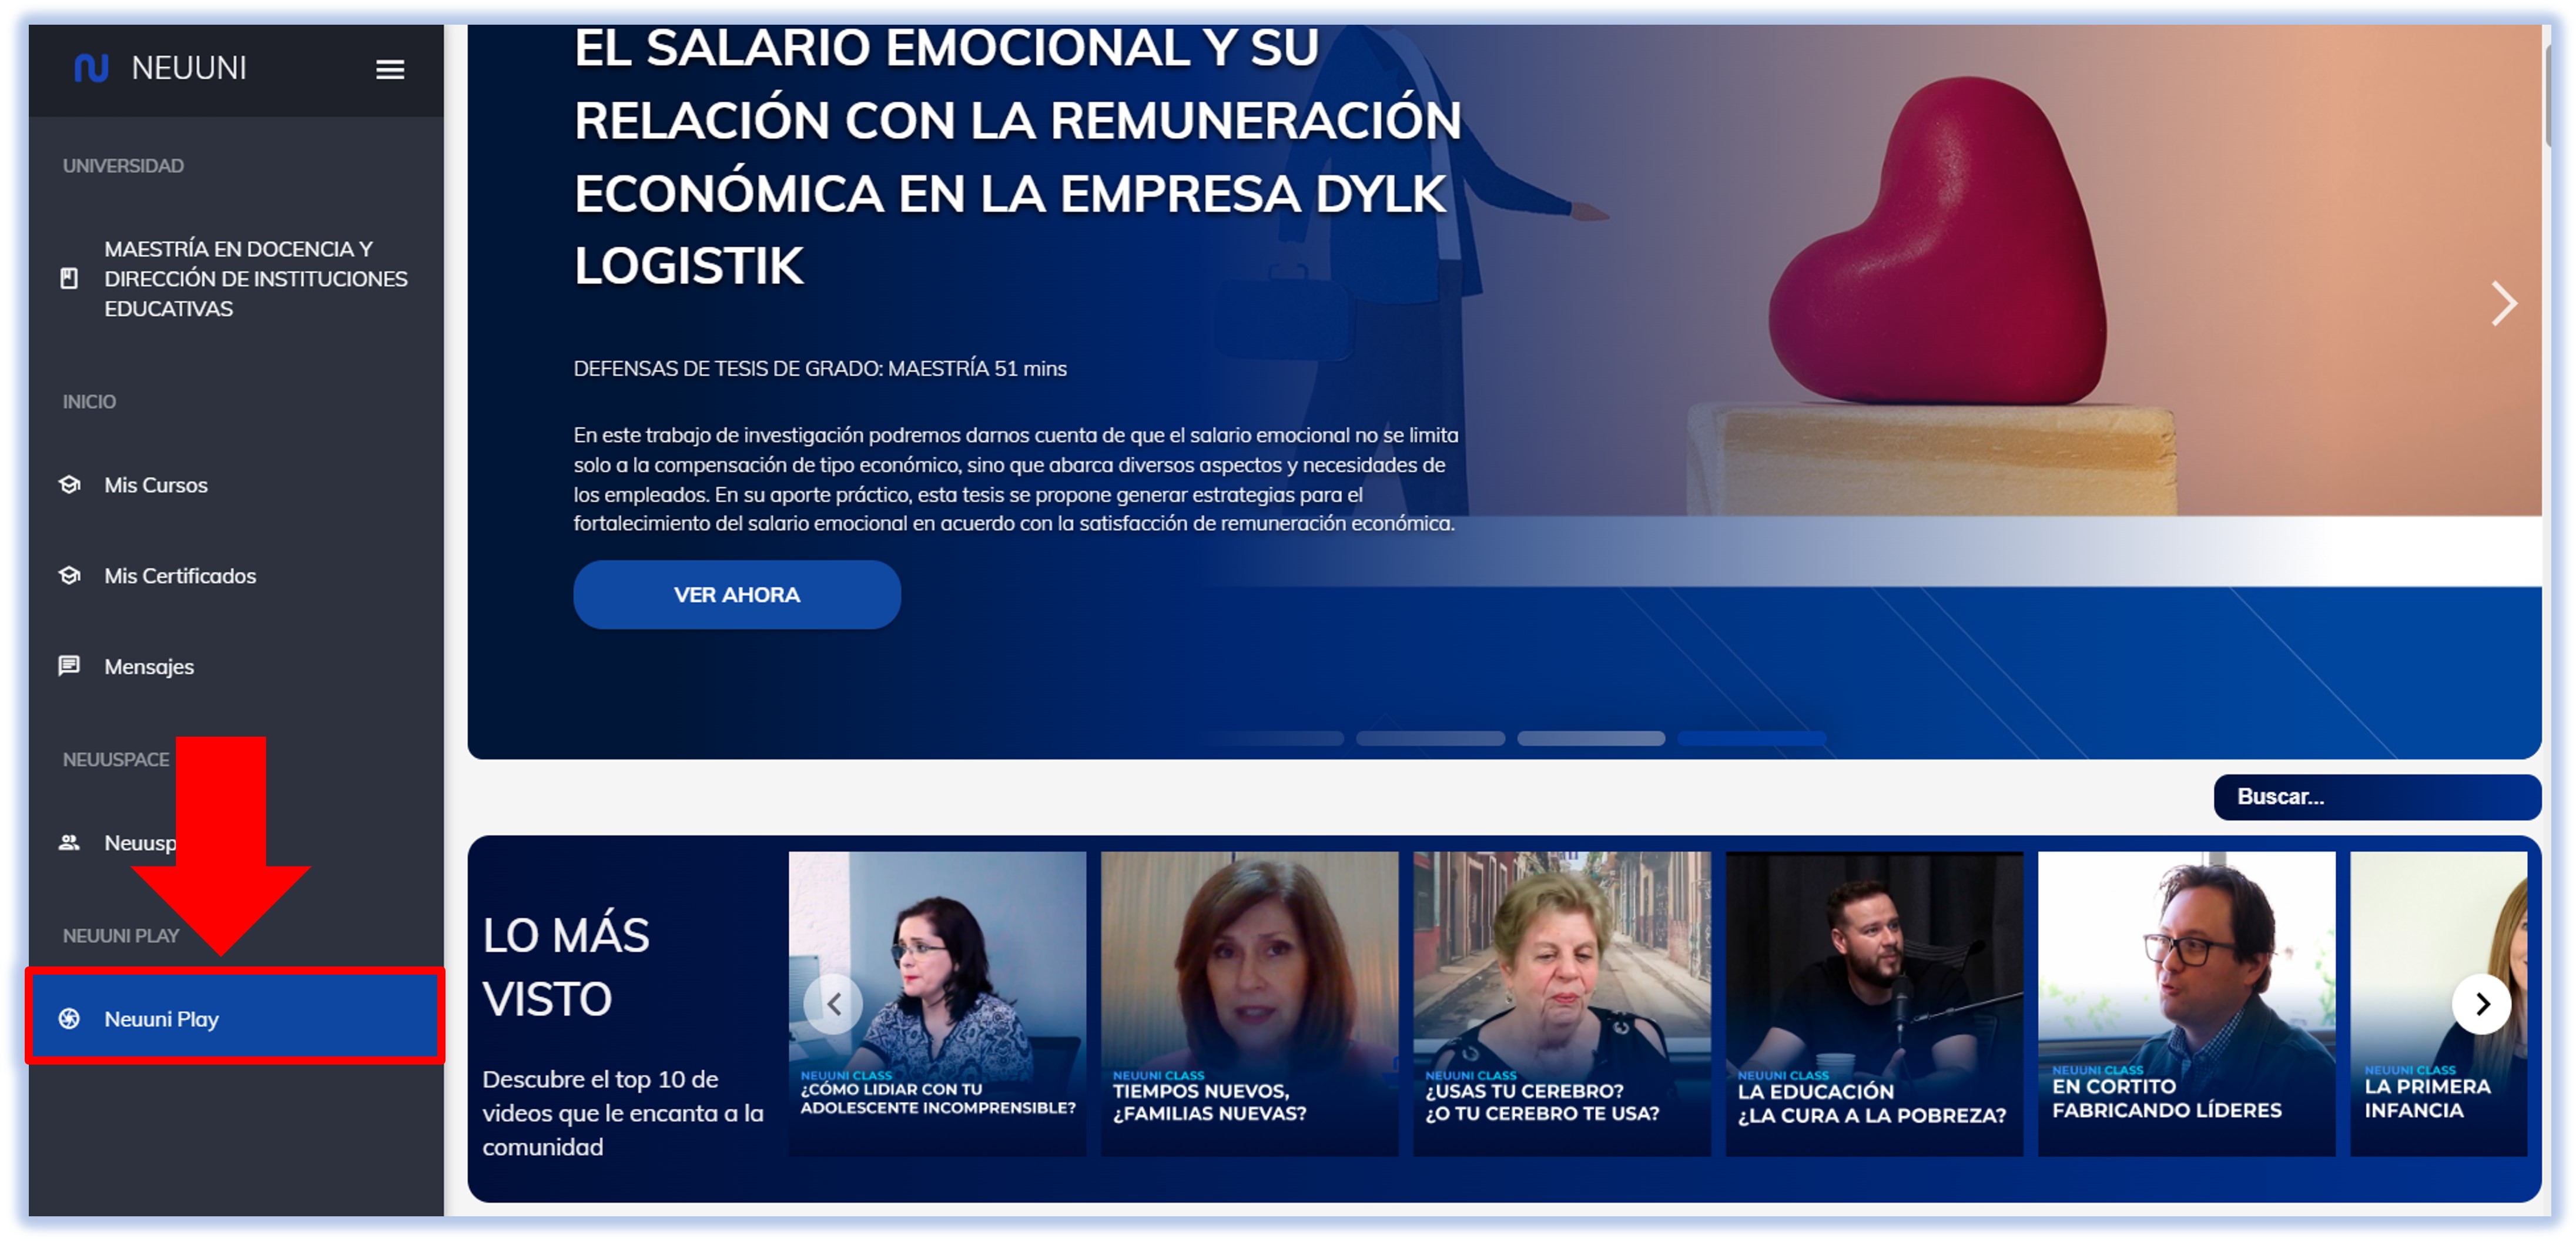 NEUUNI
UNIVERSIDAD
MAESTRÍA EN DOCENCIA Y
DIRECCIÓN DE INSTITUCIONES
EDUCATIVAS
INICIO
Mis Cursos
Mis Certificados
Mensajes
NEUUSPACE
Neuusp
NEUUNI PLAY
Neuuni Play
EL SALARIO EMOCIONAL Y SU
RELACIÓN CON LA REMUNERACIÓN
ECONÓMICA EN LA EMPRESA DYLK
LOGISTIK
DEFENSAS DE TESIS DE GRADO: MAESTRÍA 51 mins
En este trabajo de investigación podremos darnos cuenta de que el salario emocional no se limita
solo a la compensación de tipo económico, sino que abarca diversos aspectos y necesidades de
los empleados. En su aporte práctico, esta tesis se propone generar estrategias para el
fortalecimiento del salario emocional en acuerdo con la satisfacción de remuneración económica.
VER AHORA
Buscar...
LO MÁS
VISTO
Descubre el top 10 de
videos que le encanta a la
comunidad
NEUUNI CLASS
¿CÓMO LIDIAR CON TU
ADOLESCENTE INCOMPRENSIBLE?
NEUUNI CLASS
TIEMPOS NUEVOS,
¿FAMILIAS NUEVAS?
NEUUNI CLASS
¿USAS TU CEREBRO?
¿O TU CEREBRO TE USA?
NEUUNI CLASS
LA EDUCACIÓN
¿LA CURA A LA POBREZA?
NEUUNI CLASS
EN CORTITO
FABRICANDO LÍDERES
NEUUNI CLASS
LA PRIMERA
INFANCIA